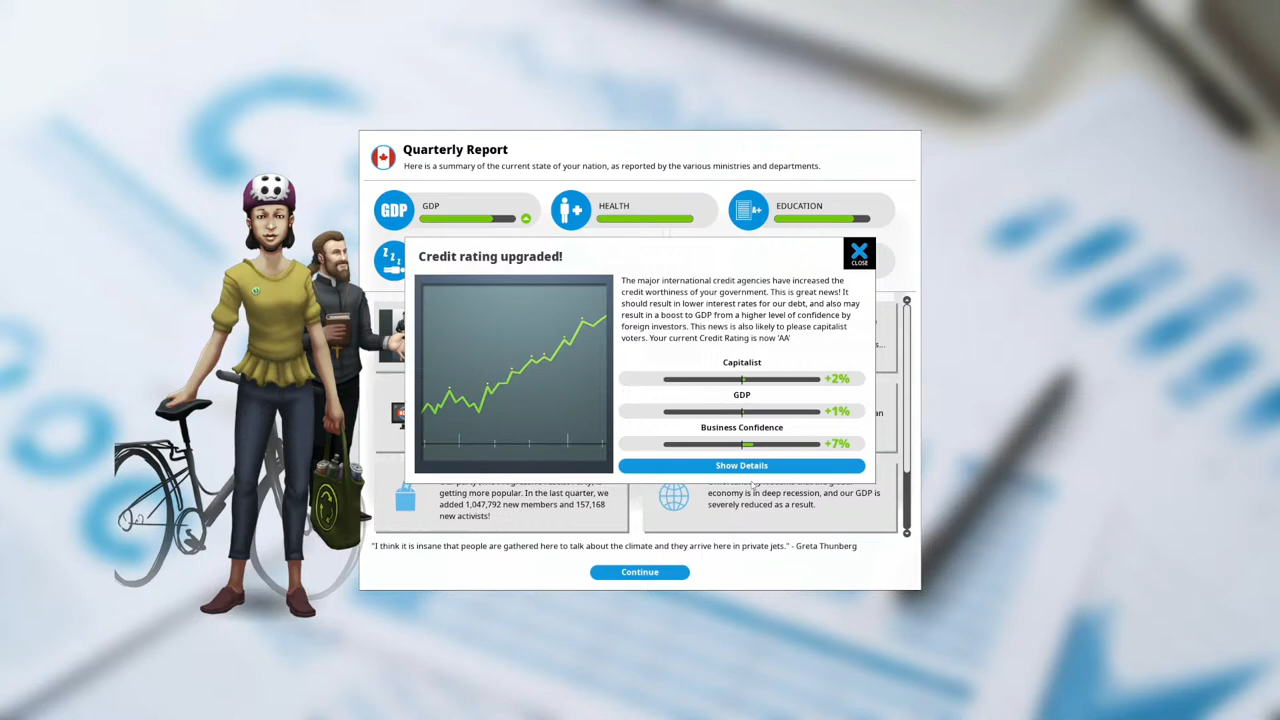 Quarterly Report
Here is a summary of the current state of your nation, as reported by the various ministries and departments.
GDP
GDP
HEALTH
A+
EDUCATION
Z Z Z
Credit rating upgraded!
CLOSE
The major international credit agencies have increased the
credit worthiness of your government. This is great news! It
should result in lower interest rates for our debt, and also may
result in a boost to GDP from a higher level of confidence by
foreign investors. This news is also likely to please capitalist
voters. Your current Credit Rating is now 'AA'
Capitalist
+2%
GDP
+1%
Business Confidence
+7%
Show Details
getting more popular. In the last quarter, we
added 1,047,792 new members and 157,168
new activists!
economy is in deep recession, and our GDP is
severely reduced as a result.
"I think it is insane that people are gathered here to talk about the climate and they arrive here in private jets." - Greta Thunberg
Continue